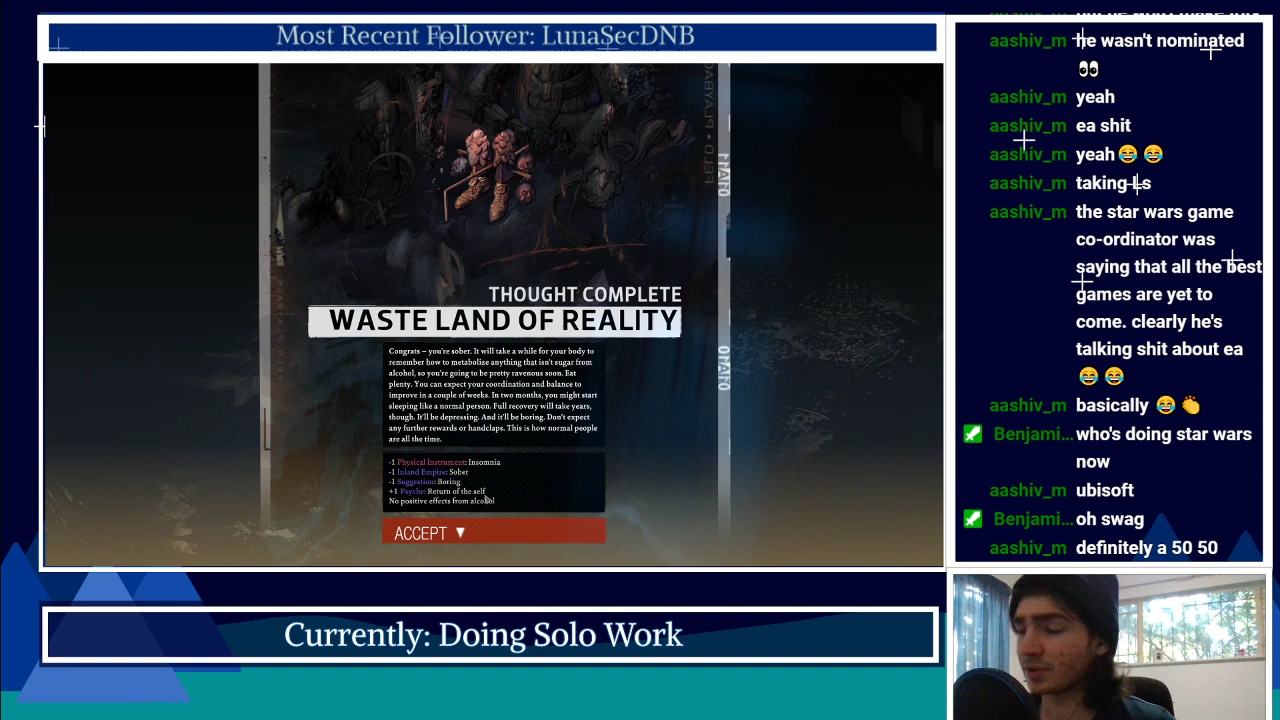 Most Recent Follower: LunaSecDNB
THOUGHT COMPLETE
WASTE LAND OF REALITY
Congrats – you're sober. It will take a while for your body to
remember how to metabolize anything that isn't sugar from
alcohol, so you're going to be pretty ravenous soon. Eat
plenty. You can expect your coordination and balance to
improve in a couple of weeks. In two months, you might start
sleeping like a normal person. Full recovery will take years,
though. It'll be depressing. And it'll be boring. Don't expect
any further rewards or handclaps. This is how normal people
are all the time.
-1 Physical Instrument: Insomnia
-1 Inland Empire: Sober
-1 Suggestion: Boring
+1 Psyche: Return of the self
No positive effects from alcohol
ACCEPT ▼
Currently: Doing Solo Work
aashiv_m he wasn't nominated
👀
aashiv_m yeah
aashiv_m ea shit
aashiv_m yeah 😂 😂
aashiv_m taking Ls
aashiv_m the star wars game
co-ordinator was
saying that all the best
games are yet to
come. clearly he's
talking shit about ea
😂 😂
aashiv_m basically 😂 👏
Benjami... who's doing star wars
now
aashiv_m ubisoft
Benjami... oh swag
aashiv_m definitely a 50 50